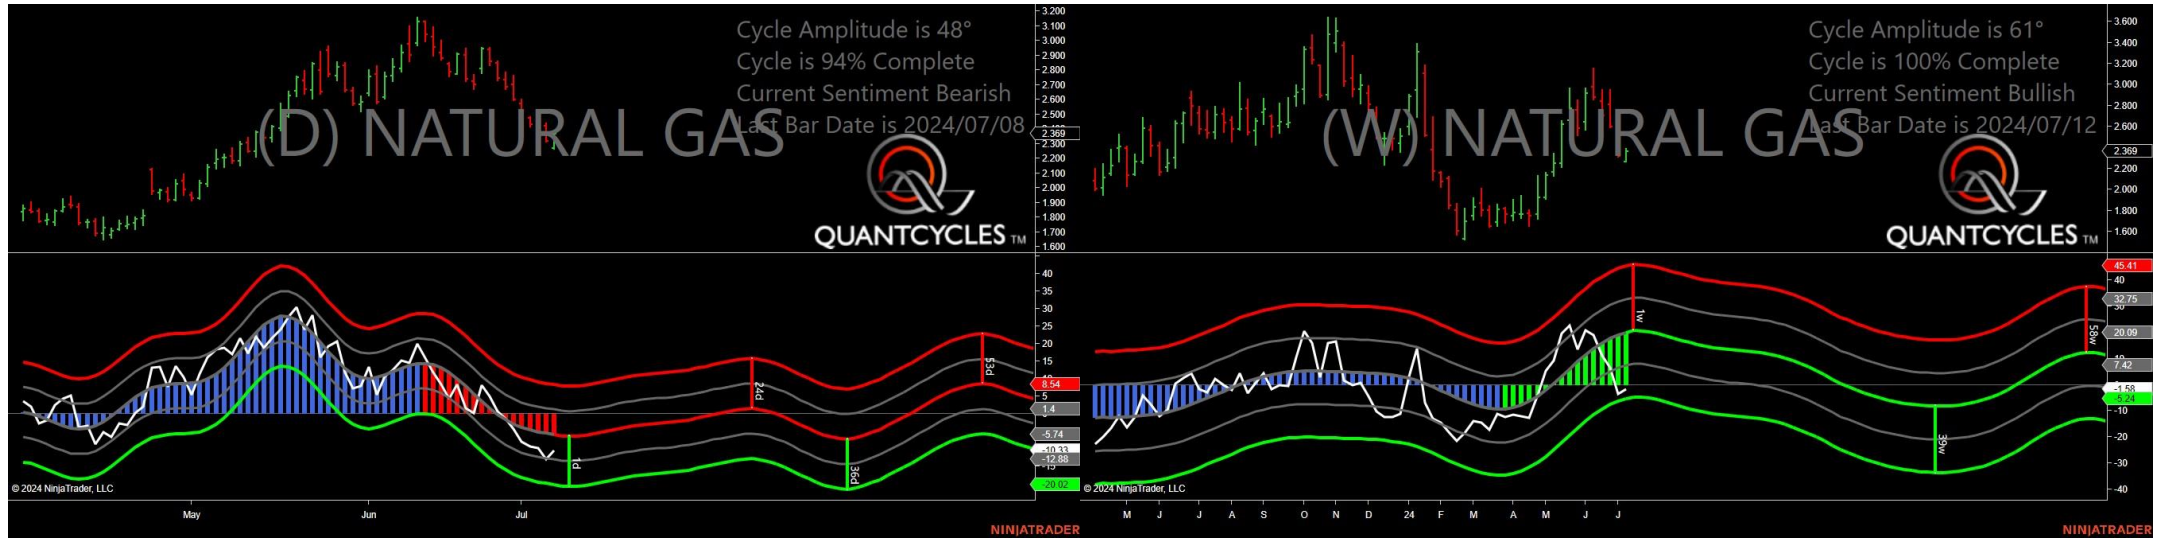 Cycle Amplitude is 48°
Cycle is 94% Complete
Current Sentiment Bearish
Last Bar Date is 2024/07/08
(D) NATURAL GAS
QUANTCYCLES TM
3.200
3.100
3.000
2.900
2.800
2.700
2.600
2.500
2.369
2.300
2.200
2.100
2.000
1.900
1.800
1.700
1.600
40
35
30
25
20
15
8.54
5
1.4
-5.74
-10.33
-12.88
-15
-20.02
1d
24d
36d
53d
© 2024 NinjaTrader, LLC
May Jun Jul
NINJATRADER
Cycle Amplitude is 61°
Cycle is 100% Complete
Current Sentiment Bullish
Last Bar Date is 2024/07/12
(W) NATURAL GAS
QUANTCYCLES TM
3.600
3.400
3.200
3.000
2.800
2.600
2.369
2.200
2.000
1.800
1.600
45.41
40
32.75
20.09
7.42
-1.58
-5.24
-10
-20
-30
-40
1w
39w
58w
© 2024 NinjaTrader, LLC
M J J A S O N D 24 F M A M J J
NINJATRADER